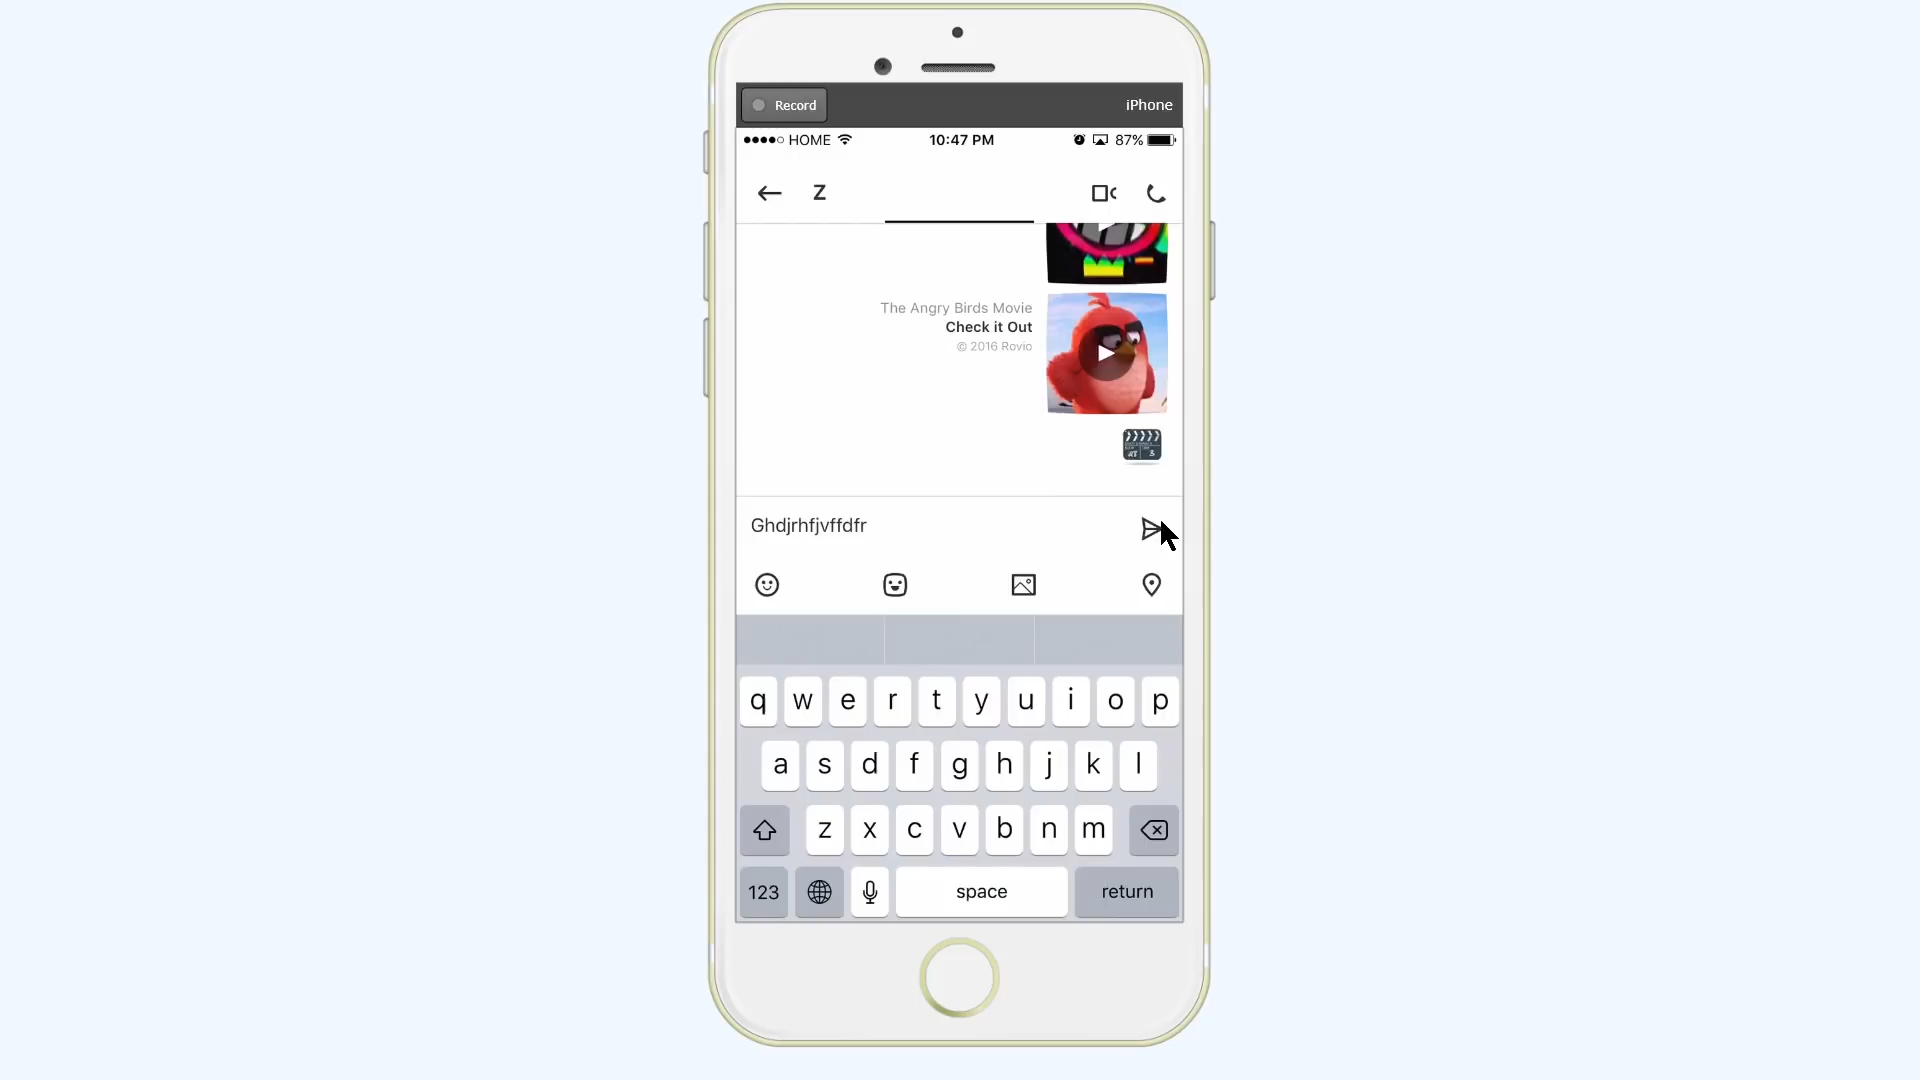 Record
iPhone
HOME
10:47 PM
87%
Z
The Angry Birds Movie
Check it Out
© 2016 Rovio
Ghdjrhfjvffdfr
q w e r t y u i o p
a s d f g h j k l
z x c v b n m
123
space
return